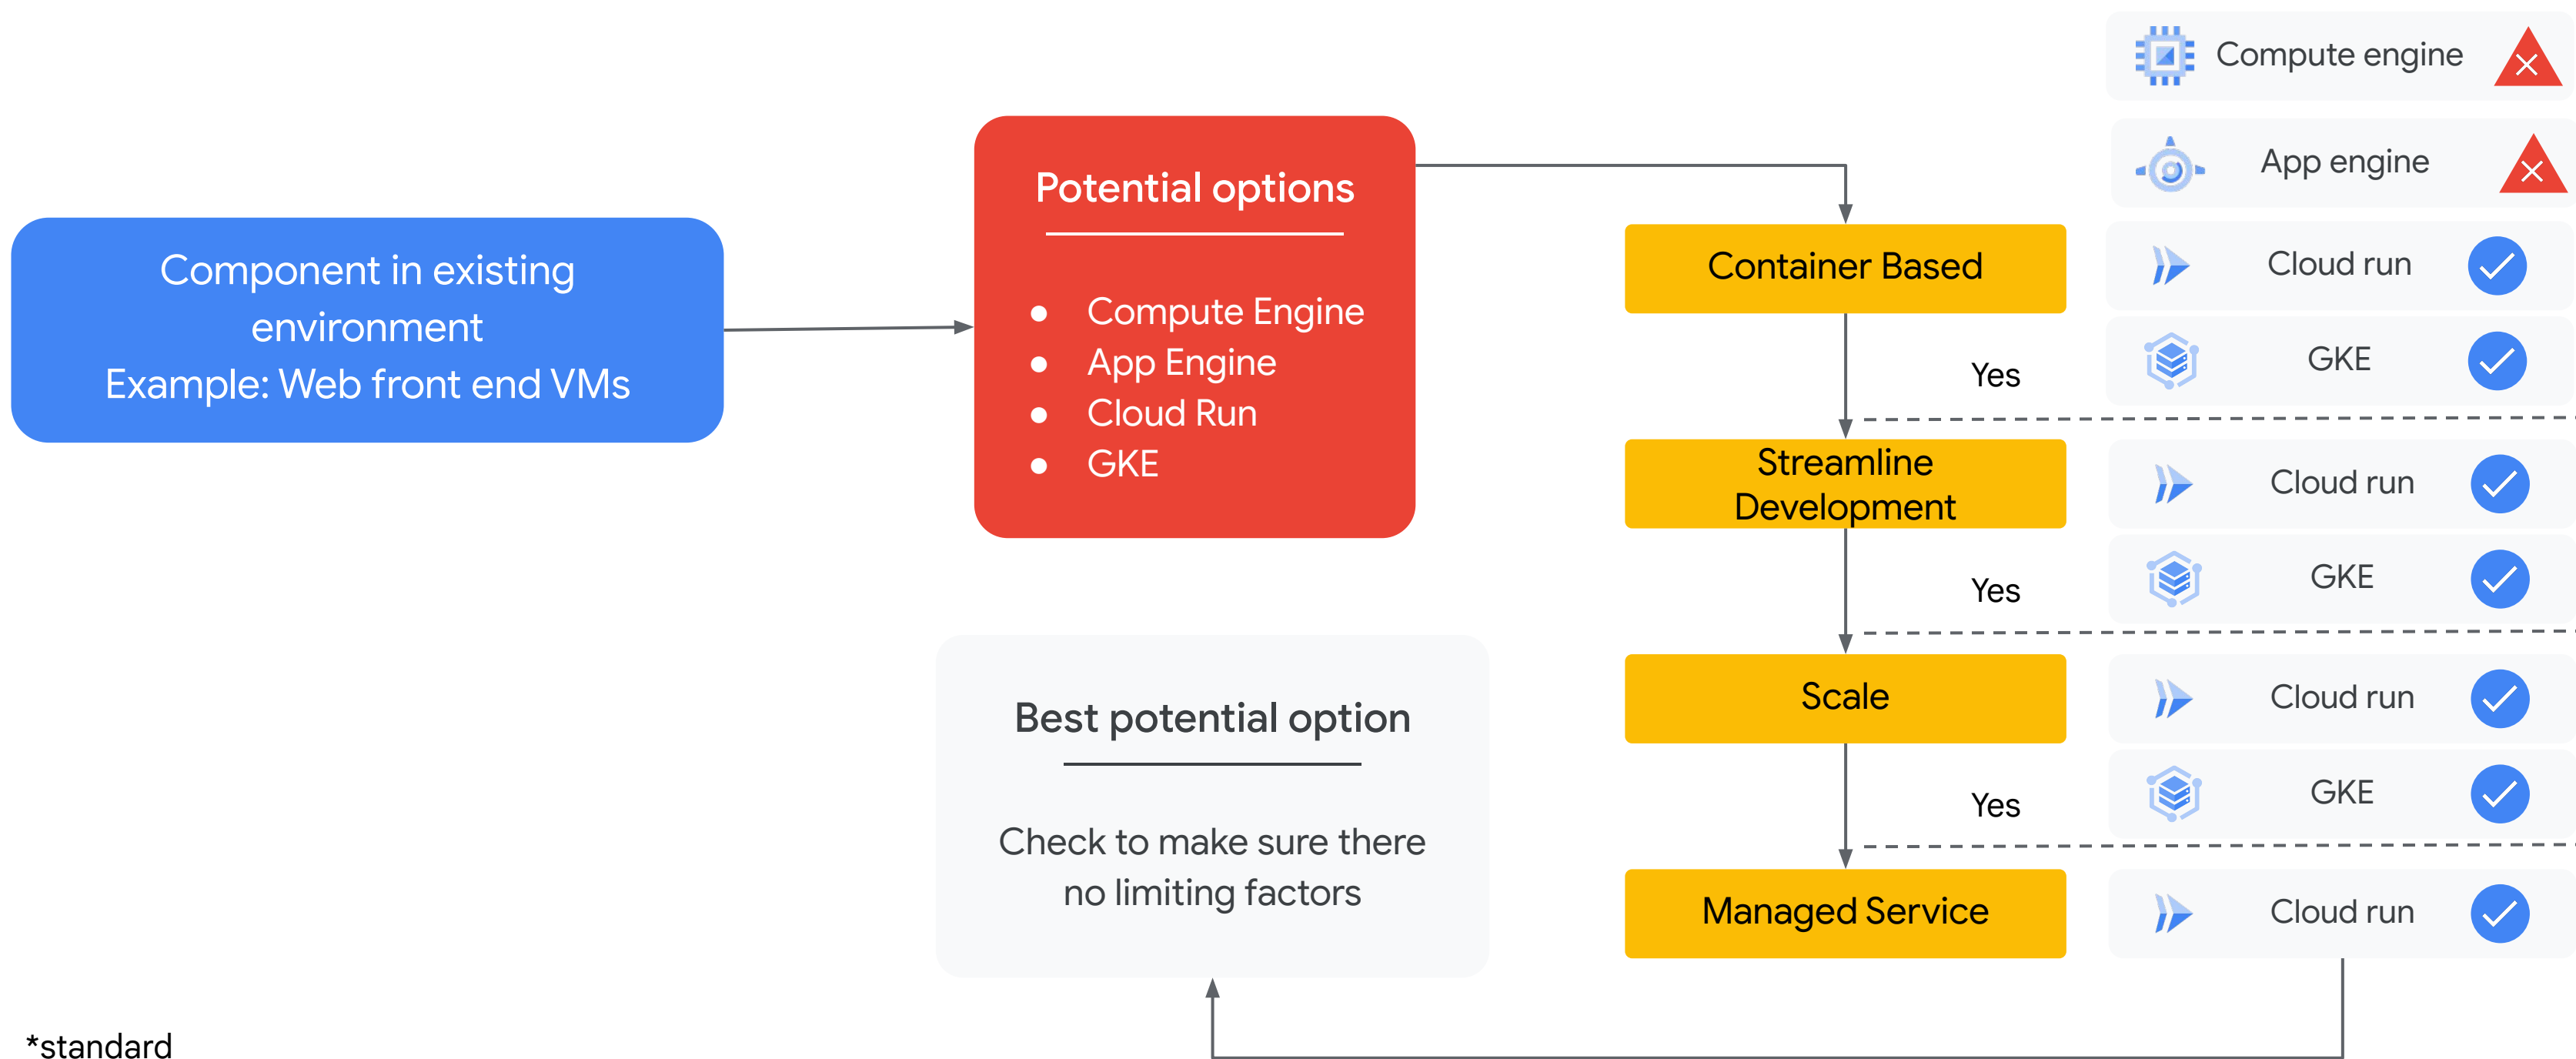 Component in existing
environment
Example: Web front end VMs
Potential options
● Compute Engine
● App Engine
● Cloud Run
● GKE
Best potential option
Check to make sure there
no limiting factors
Container Based
Yes
Streamline
Development
Yes
Scale
Yes
Managed Service
Compute engine
App engine
Cloud run
GKE
Cloud run
GKE
Cloud run
GKE
Cloud run
*standard